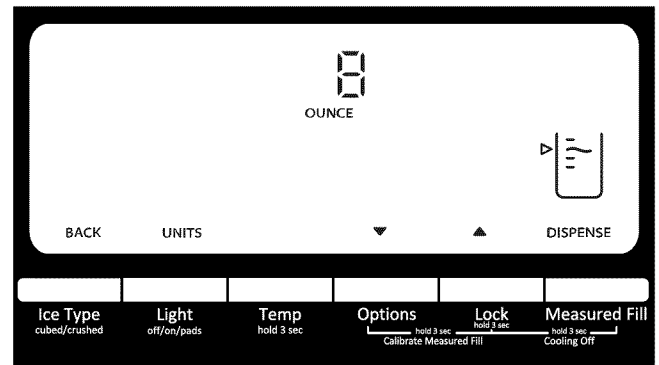 8
OUNCE
BACK UNITS ▼ ▲ DISPENSE
Ice Type Light Temp Options Lock Measured Fill
cubed/crushed off/on/pads hold 3 sec hold 3 sec
hold 3 sec hold 3 sec
Calibrate Measured Fill Cooling Off